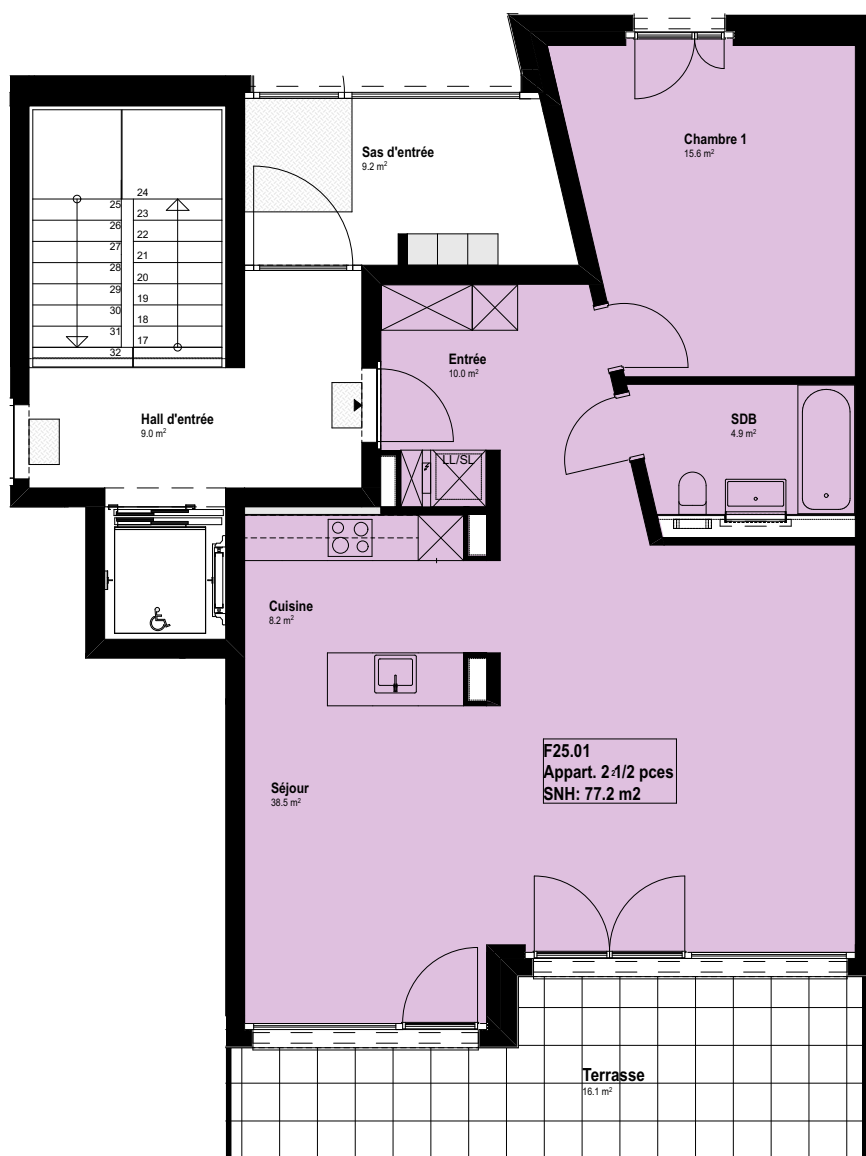 Chambre 1
15.6 m²
Sas d'entrée
9.2 m²
24
25
23
26
22
27
21
28
20
29
19
30
18
31
17
32
Entrée
10.0 m²
Hall d'entrée
9.0 m²
SDB
4.9 m²
LL/SL
Cuisine
8.2 m²
F25.01
Appart. 2 1/2 pces
SNH: 77.2 m2
Séjour
38.5 m²
Terrasse
16.1 m²